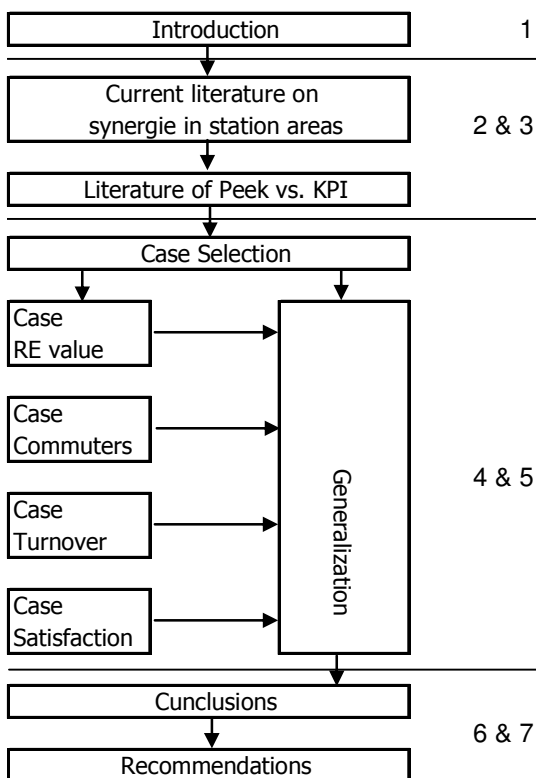 Introduction
1
Current literature on
synergie in station areas
2 & 3
Literature of Peek vs. KPI
Case Selection
Case
RE value
Case
Commuters
Case
Turnover
Case
Satisfaction
Generalization
4 & 5
Cunclusions
6 & 7
Recommendations